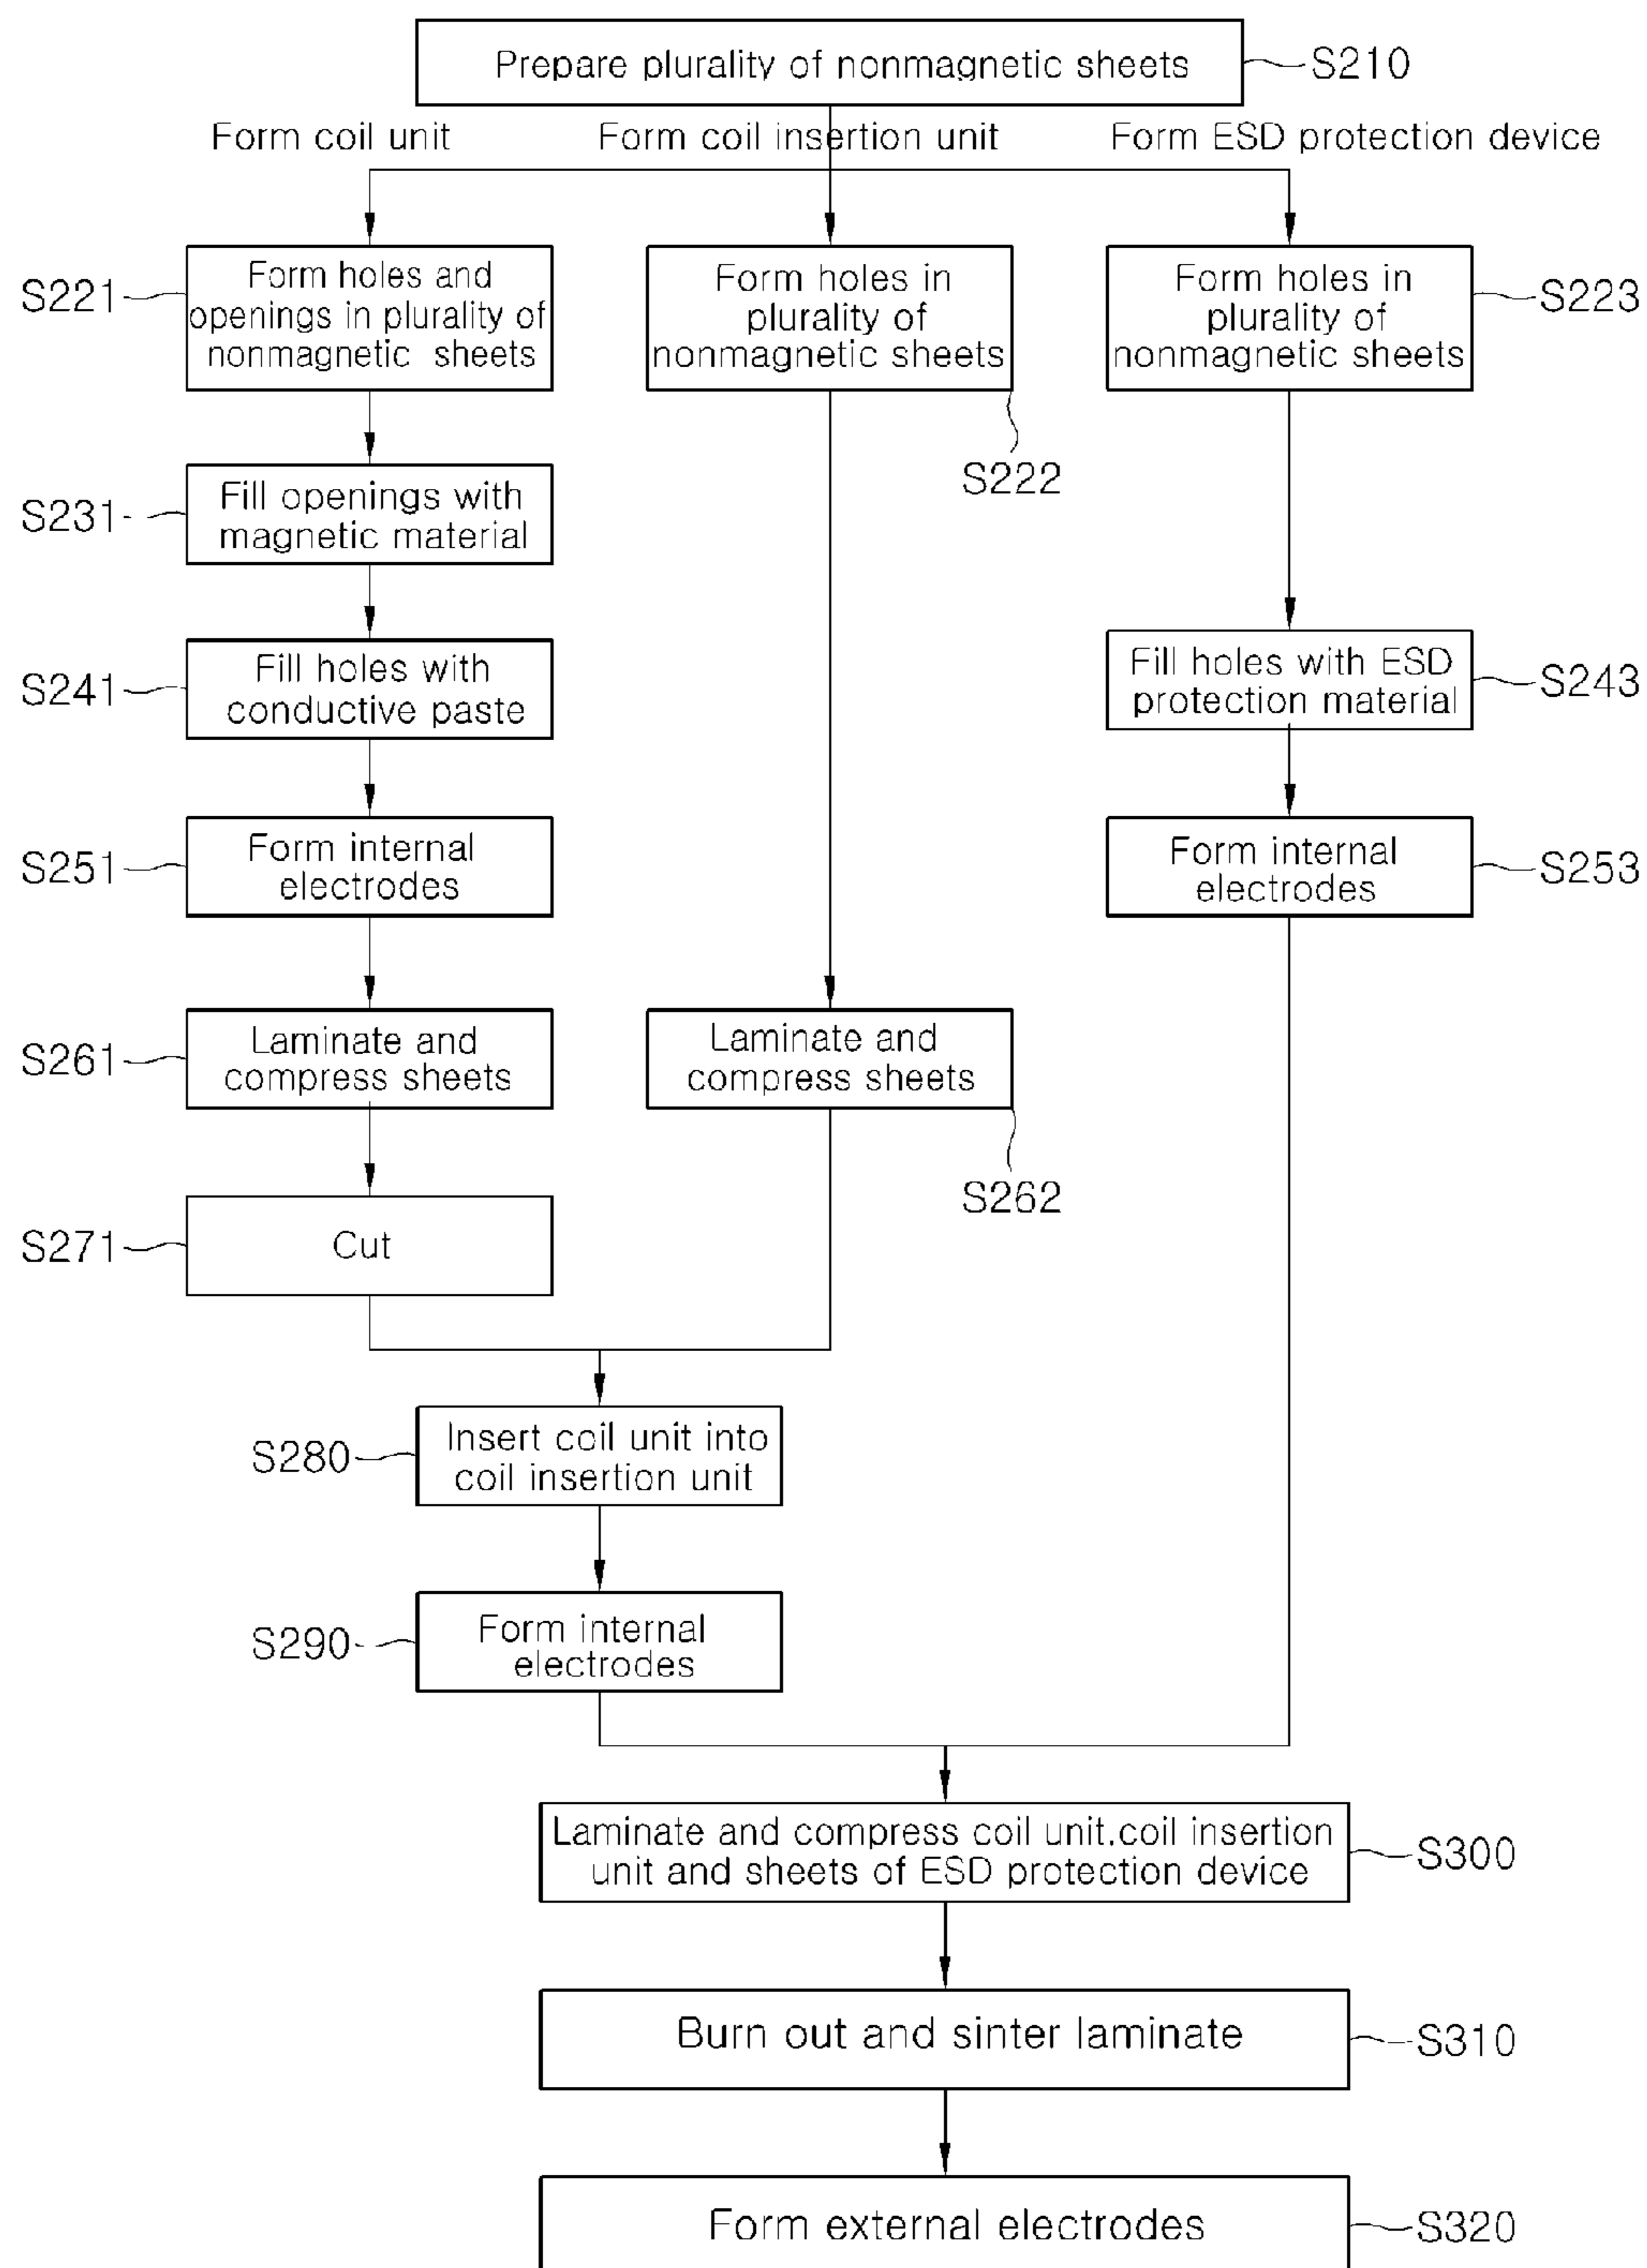 Prepare plurality of nonmagnetic sheets
S210
Form coil unit
Form coil insertion unit
Form ESD protection device
S221
Form holes and
openings in plurality of
nonmagnetic sheets
Form holes in
plurality of
nonmagnetic sheets
S222
Form holes in
plurality of
nonmagnetic sheets
S223
S231
Fill openings with
magnetic material
S241
Fill holes with
conductive paste
Fill holes with ESD
protection material
S243
S251
Form internal
electrodes
Form internal
electrodes
S253
S261
Laminate and
compress sheets
Laminate and
compress sheets
S262
S271
Cut
S280
Insert coil unit into
coil insertion unit
S290
Form internal
electrodes
Laminate and compress coil unit.coil insertion
unit and sheets of ESD protection device
S300
Burn out and sinter laminate
S310
Form external electrodes
S320